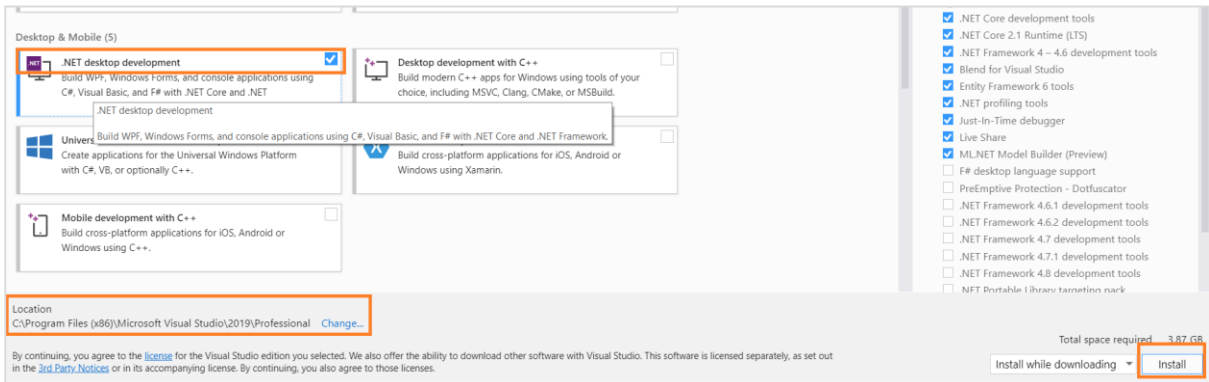 Desktop & Mobile (5)
.NET desktop development
Build WPF, Windows Forms, and console applications using
C#, Visual Basic, and F# with .NET Core and .NET
Desktop development with C++
Build modern C++ apps for Windows using tools of your
choice, including MSVC, Clang, CMake, or MSBuild.
.NET desktop development
Build WPF, Windows Forms, and console applications using C#, Visual Basic, and F# with .NET Core and .NET Framework.
Create applications for the Universal Windows Platform
with C#, VB, or optionally C++.
Build cross-platform applications for iOS, Android or
Windows using Xamarin.
Mobile development with C++
Build cross-platform applications for iOS, Android or
Windows using C++.
.NET Core development tools
.NET Core 2.1 Runtime (LTS)
.NET Framework 4 – 4.6 development tools
Blend for Visual Studio
Entity Framework 6 tools
.NET profiling tools
Just-In-Time debugger
Live Share
ML.NET Model Builder (Preview)
F# desktop language support
PreEmptive Protection - Dotfuscator
.NET Framework 4.6.1 development tools
.NET Framework 4.6.2 development tools
.NET Framework 4.7 development tools
.NET Framework 4.7.1 development tools
.NET Framework 4.8 development tools
.NET Portable Library targeting pack
Location
C:\Program Files (x86)\Microsoft Visual Studio\2019\Professional Change...
Total space required 3.87 GB
By continuing, you agree to the license for the Visual Studio edition you selected. We also offer the ability to download other software with Visual Studio. This software is licensed separately, as set out
in the 3rd Party Notices or in its accompanying license. By continuing, you also agree to those licenses.
Install while downloading
Install